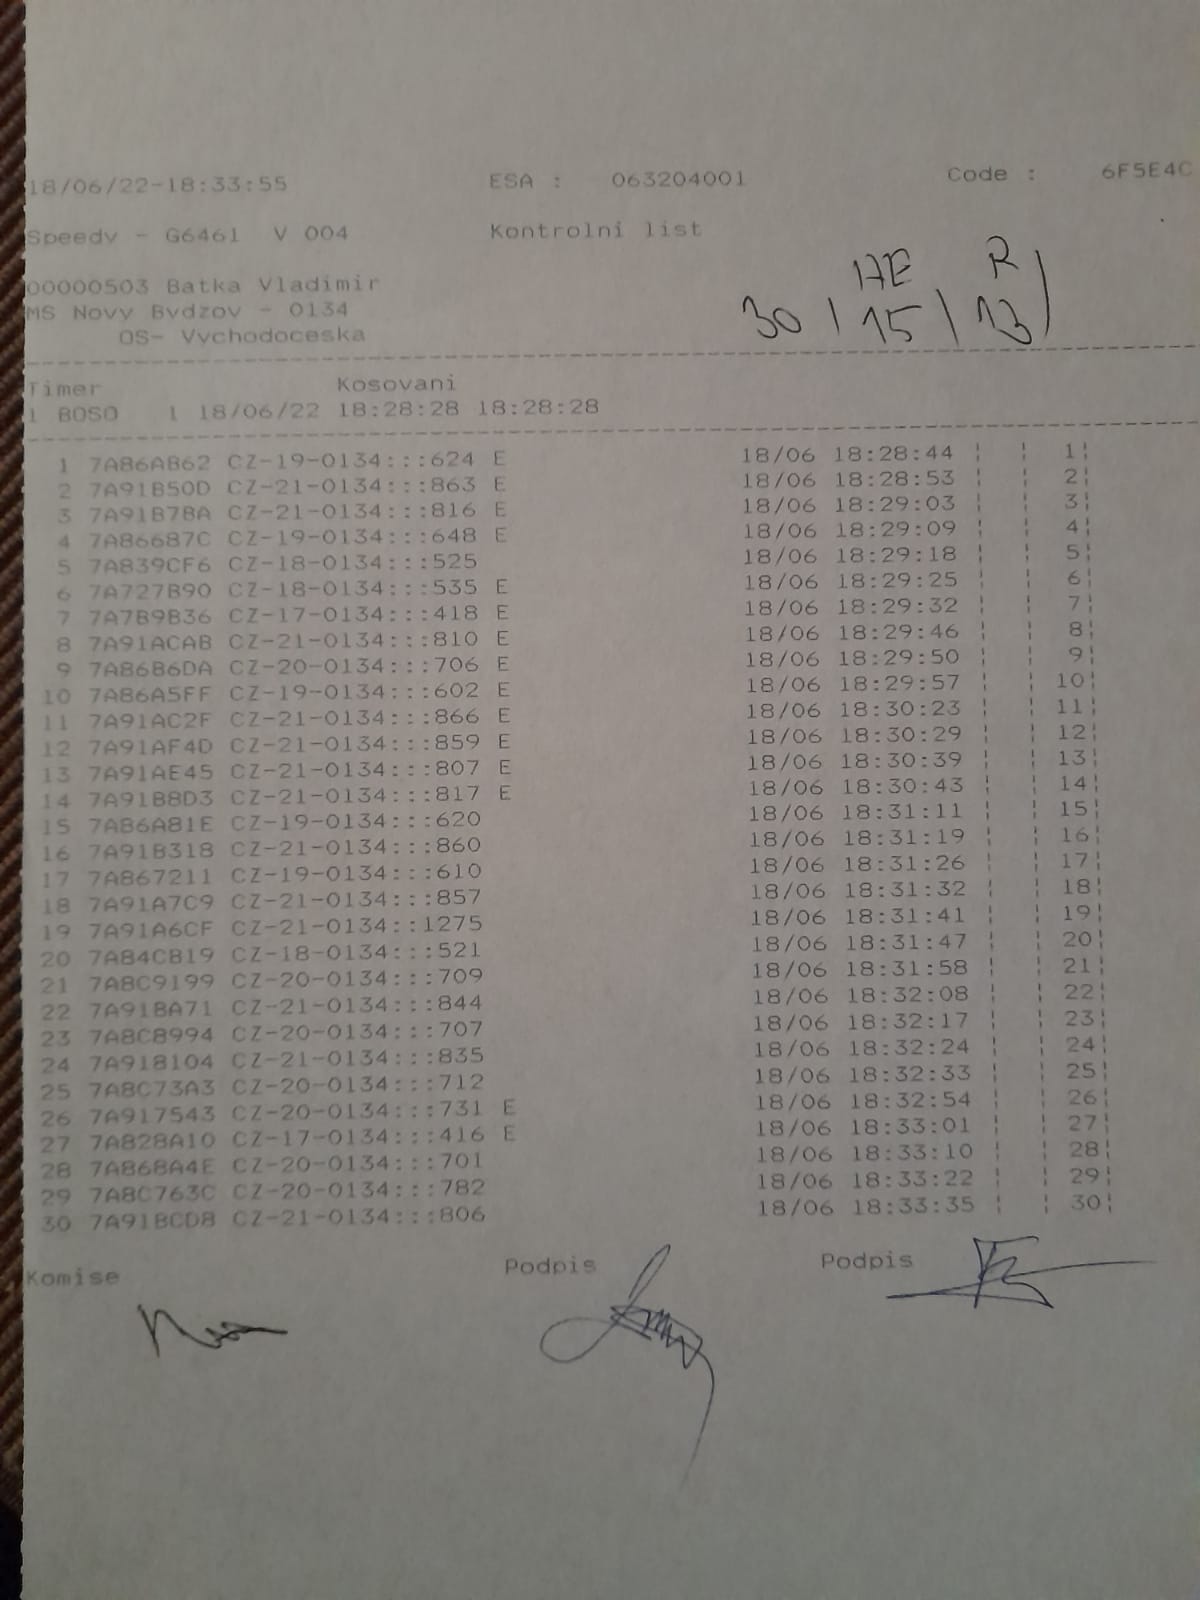 18/06/22-18:33:55 ESA : 063204001 Code : 6F5E4C
Speedy - G6461 V 004 Kontrolni list
HE R
00000503 Batka Vladimir
30 / 15 / 13 /
MS Novy Bydzov - 0134
OS- Vychodoceska
Timer Kosovani
1 BOSO 1 18/06/22 18:28:28 18:28:28
1 7A86AB62 CZ-19-0134:::624 E 18/06 18:28:44 ¦ ¦ 1¦
2 7A91B50D CZ-21-0134:::863 E 18/06 18:28:53 ¦ ¦ 2¦
3 7A91B78A CZ-21-0134:::816 E 18/06 18:29:03 ¦ ¦ 3¦
4 7A86687C CZ-19-0134:::648 E 18/06 18:29:09 ¦ ¦ 4¦
5 7A839CF6 CZ-18-0134:::525 18/06 18:29:18 ¦ ¦ 5¦
6 7A727B90 CZ-18-0134:::535 E 18/06 18:29:25 ¦ ¦ 6¦
7 7A7B9B36 CZ-17-0134:::418 E 18/06 18:29:32 ¦ ¦ 7¦
8 7A91ACAB CZ-21-0134:::810 E 18/06 18:29:46 ¦ ¦ 8¦
9 7A86B6DA CZ-20-0134:::706 E 18/06 18:29:50 ¦ ¦ 9¦
10 7A86A5FF CZ-19-0134:::602 E 18/06 18:29:57 ¦ ¦ 10¦
11 7A91AC2F CZ-21-0134:::866 E 18/06 18:30:23 ¦ ¦ 11¦
12 7A91AF4D CZ-21-0134:::859 E 18/06 18:30:29 ¦ ¦ 12¦
13 7A91AE45 CZ-21-0134:::807 E 18/06 18:30:39 ¦ ¦ 13¦
14 7A91B8D3 CZ-21-0134:::817 E 18/06 18:30:43 ¦ ¦ 14¦
15 7A86A81E CZ-19-0134:::620 18/06 18:31:11 ¦ ¦ 15¦
16 7A91B318 CZ-21-0134:::860 18/06 18:31:19 ¦ ¦ 16¦
17 7A867211 CZ-19-0134:::610 18/06 18:31:26 ¦ ¦ 17¦
18 7A91A7C9 CZ-21-0134:::857 18/06 18:31:32 ¦ ¦ 18¦
19 7A91A6CF CZ-21-0134::1275 18/06 18:31:41 ¦ ¦ 19¦
20 7A84CB19 CZ-18-0134:::521 18/06 18:31:47 ¦ ¦ 20¦
21 7A8C9199 CZ-20-0134:::709 18/06 18:31:58 ¦ ¦ 21¦
22 7A91BA71 CZ-21-0134:::844 18/06 18:32:08 ¦ ¦ 22¦
23 7A8C8994 CZ-20-0134:::707 18/06 18:32:17 ¦ ¦ 23¦
24 7A918104 CZ-21-0134:::835 18/06 18:32:24 ¦ ¦ 24¦
25 7A8C73A3 CZ-20-0134:::712 18/06 18:32:33 ¦ ¦ 25¦
26 7A917543 CZ-20-0134:::731 E 18/06 18:32:54 ¦ ¦ 26¦
27 7A828A10 CZ-17-0134:::416 E 18/06 18:33:01 ¦ ¦ 27¦
28 7A868A4E CZ-20-0134:::701 18/06 18:33:10 ¦ ¦ 28¦
29 7A8C763C CZ-20-0134:::782 18/06 18:33:22 ¦ ¦ 29¦
30 7A91BCD8 CZ-21-0134:::806 18/06 18:33:35 ¦ ¦ 30¦
Komise Podpis Podpis